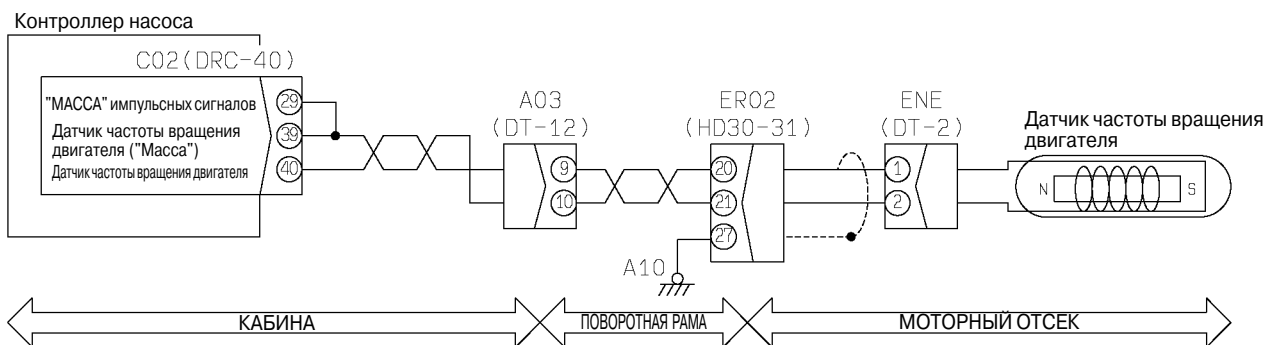 Контроллер насоса
C02(DRC-40)
"МАССА" импульсных сигналов
29
Датчик частоты вращения
двигателя ("Масса")
39
Датчик частоты вращения двигателя
40
A03
(DT-12)
9
10
ER02
(HD30-31)
20
21
27
A10
ENE
(DT-2)
1
2
Датчик частоты вращения
двигателя
N
S
КАБИНА
ПОВОРОТНАЯ РАМА
МОТОРНЫЙ ОТСЕК